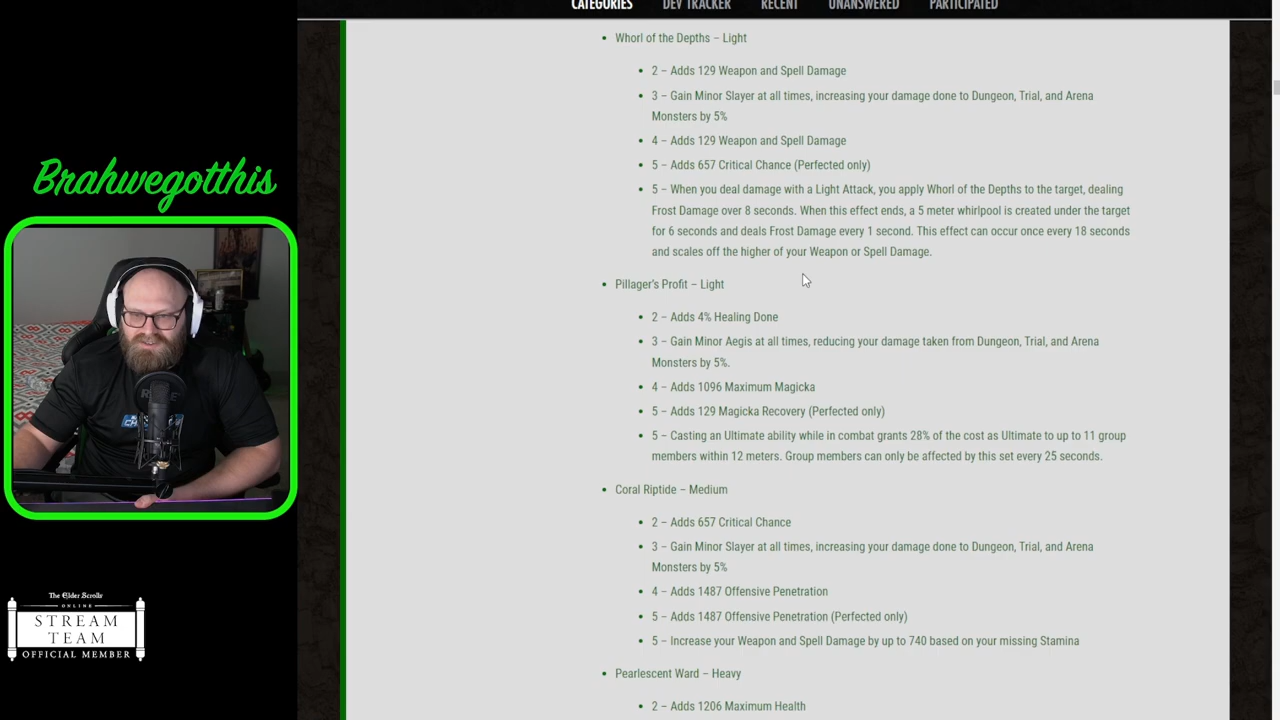 CATEGORIES DEV TRACKER RECENT UNANSWERED PARTICIPATED
Whorl of the Depths – Light
2 – Adds 129 Weapon and Spell Damage
3 – Gain Minor Slayer at all times, increasing your damage done to Dungeon, Trial, and Arena
Monsters by 5%
4 – Adds 129 Weapon and Spell Damage
5 – Adds 657 Critical Chance (Perfected only)
5 – When you deal damage with a Light Attack, you apply Whorl of the Depths to the target, dealing
Frost Damage over 8 seconds. When this effect ends, a 5 meter whirlpool is created under the target
for 6 seconds and deals Frost Damage every 1 second. This effect can occur once every 18 seconds
and scales off the higher of your Weapon or Spell Damage.
Pillager's Profit – Light
2 – Adds 4% Healing Done
3 – Gain Minor Aegis at all times, reducing your damage taken from Dungeon, Trial, and Arena
Monsters by 5%.
4 – Adds 1096 Maximum Magicka
5 – Adds 129 Magicka Recovery (Perfected only)
5 – Casting an Ultimate ability while in combat grants 28% of the cost as Ultimate to up to 11 group
members within 12 meters. Group members can only be affected by this set every 25 seconds.
Coral Riptide – Medium
2 – Adds 657 Critical Chance
3 – Gain Minor Slayer at all times, increasing your damage done to Dungeon, Trial, and Arena
Monsters by 5%
4 – Adds 1487 Offensive Penetration
5 – Adds 1487 Offensive Penetration (Perfected only)
5 – Increase your Weapon and Spell Damage by up to 740 based on your missing Stamina
Pearlescent Ward – Heavy
2 – Adds 1206 Maximum Health
Brahwegotthis
The Elder Scrolls
ONLINE
STREAM
TEAM
OFFICIAL MEMBER